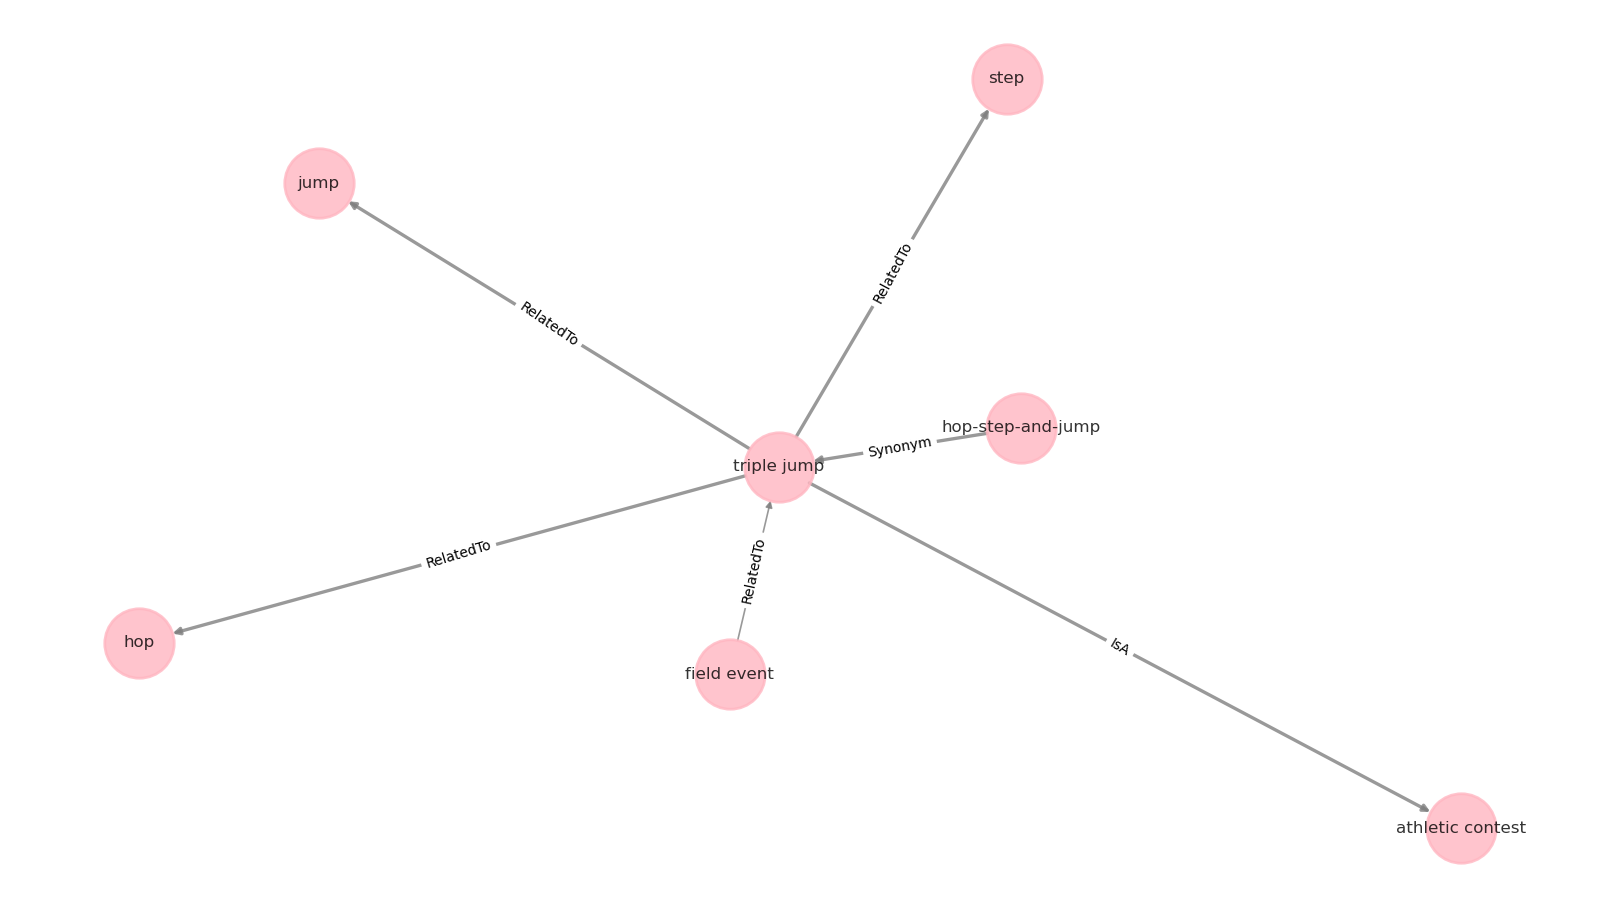 step
jump
RelatedTo
RelatedTo
hop-step-and-jump
Synonym
triple jump
RelatedTo
RelatedTo
hop
IsA
field event
athletic contest